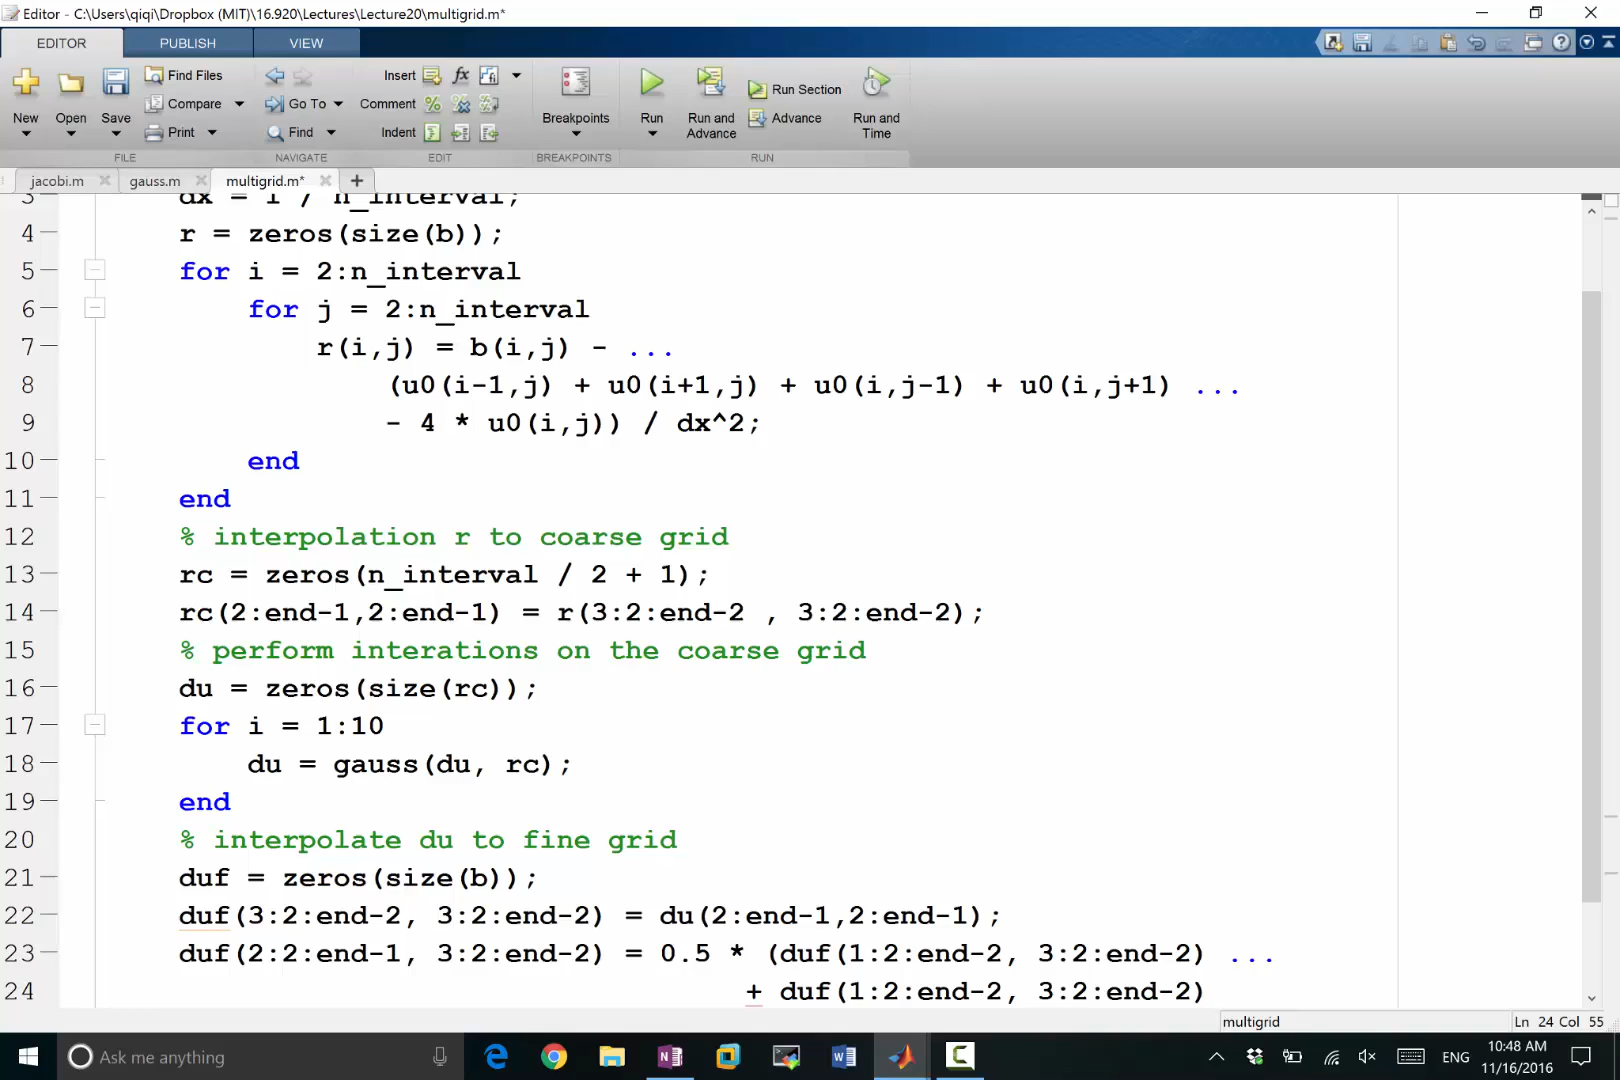 Editor - C:\Users\qiqi\Dropbox (MIT)\16.920\Lectures\Lecture20\multigrid.m*
EDITOR PUBLISH VIEW
New Open Save Find Files Compare Print
Go To Find
Insert fx Comment % Indent
Breakpoints
Run Run and Advance Run Section Advance Run and Time
FILE NAVIGATE EDIT BREAKPOINTS RUN
jacobi.m gauss.m multigrid.m* +
3 dx = 1 / n_interval;
4 r = zeros(size(b));
5 for i = 2:n_interval
6 for j = 2:n_interval
7 r(i,j) = b(i,j) - ...
8 (u0(i-1,j) + u0(i+1,j) + u0(i,j-1) + u0(i,j+1) ...
9 - 4 * u0(i,j)) / dx^2;
10 end
11 end
12 % interpolation r to coarse grid
13 rc = zeros(n_interval / 2 + 1);
14 rc(2:end-1,2:end-1) = r(3:2:end-2 , 3:2:end-2);
15 % perform interations on the coarse grid
16 du = zeros(size(rc));
17 for i = 1:10
18 du = gauss(du, rc);
19 end
20 % interpolate du to fine grid
21 duf = zeros(size(b));
22 duf(3:2:end-2, 3:2:end-2) = du(2:end-1,2:end-1);
23 duf(2:2:end-1, 3:2:end-2) = 0.5 * (duf(1:2:end-2, 3:2:end-2) ...
24 + duf(1:2:end-2, 3:2:end-2)
multigrid Ln 24 Col 55
Ask me anything
ENG
10:48 AM
11/16/2016